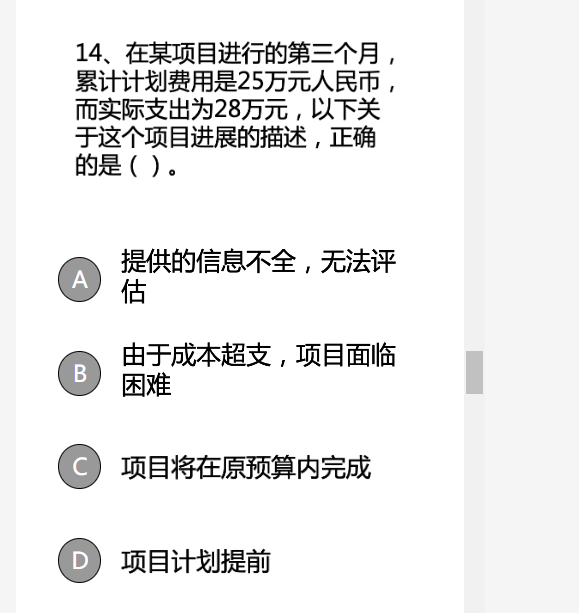 14、在某项目进行的第三个月，
累计计划费用是25万元人民币，
而实际支出为28万元，以下关
于这个项目进展的描述，正确
的是（ ）。
A 提供的信息不全，无法评
估
B 由于成本超支，项目面临
困难
C 项目将在原预算内完成
D 项目计划提前